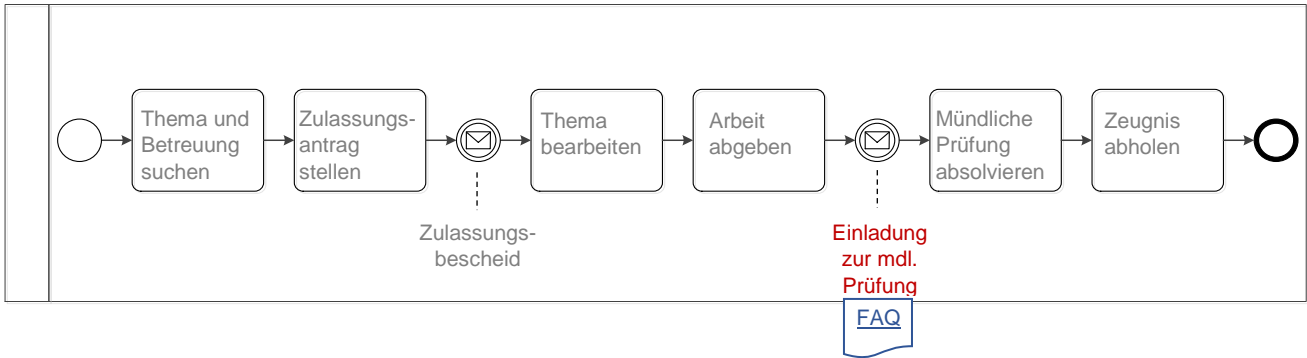 Thema und
Betreuung
suchen
Zulassungs-
antrag
stellen
Zulassungs-
bescheid
Thema
bearbeiten
Arbeit
abgeben
Einladung
zur mdl.
Prüfung
FAQ
Mündliche
Prüfung
absolvieren
Zeugnis
abholen